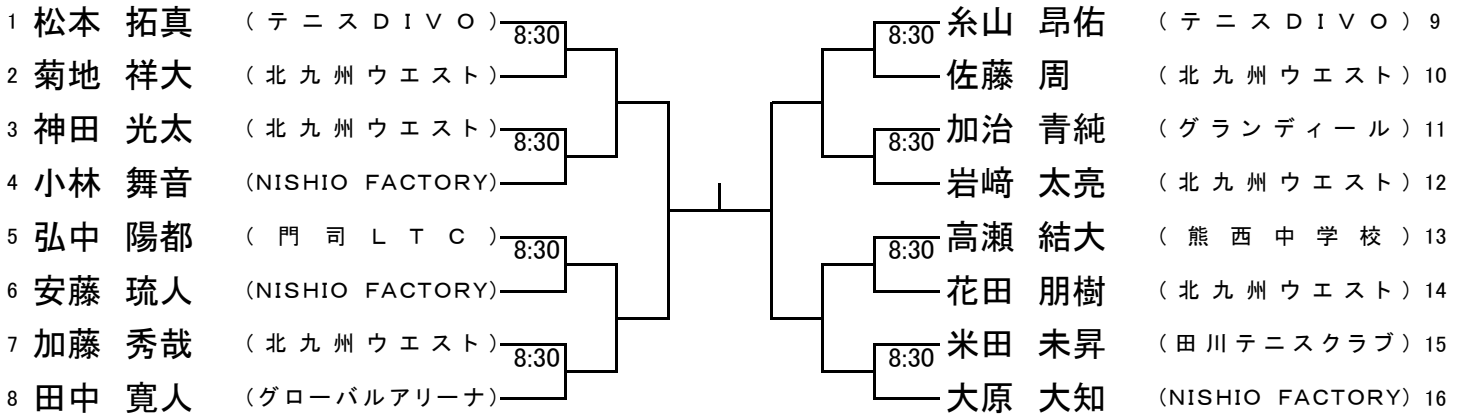 1 松本 拓真 (テニスDIVO)
8:30
2 菊地 祥大 (北九州ウエスト)
3 神田 光太 (北九州ウエスト)
8:30
4 小林 舞音 (NISHIO FACTORY)
5 弘中 陽都 (門司LTC)
8:30
6 安藤 琉人 (NISHIO FACTORY)
7 加藤 秀哉 (北九州ウエスト)
8:30
8 田中 寛人 (グローバルアリーナ)
糸山 昂佑 (テニスDIVO) 9
8:30
佐藤 周 (北九州ウエスト) 10
加治 青純 (グランディール) 11
8:30
岩﨑 太亮 (北九州ウエスト) 12
高瀬 結大 (熊西中学校) 13
8:30
花田 朋樹 (北九州ウエスト) 14
米田 未昇 (田川テニスクラブ) 15
8:30
大原 大知 (NISHIO FACTORY) 16